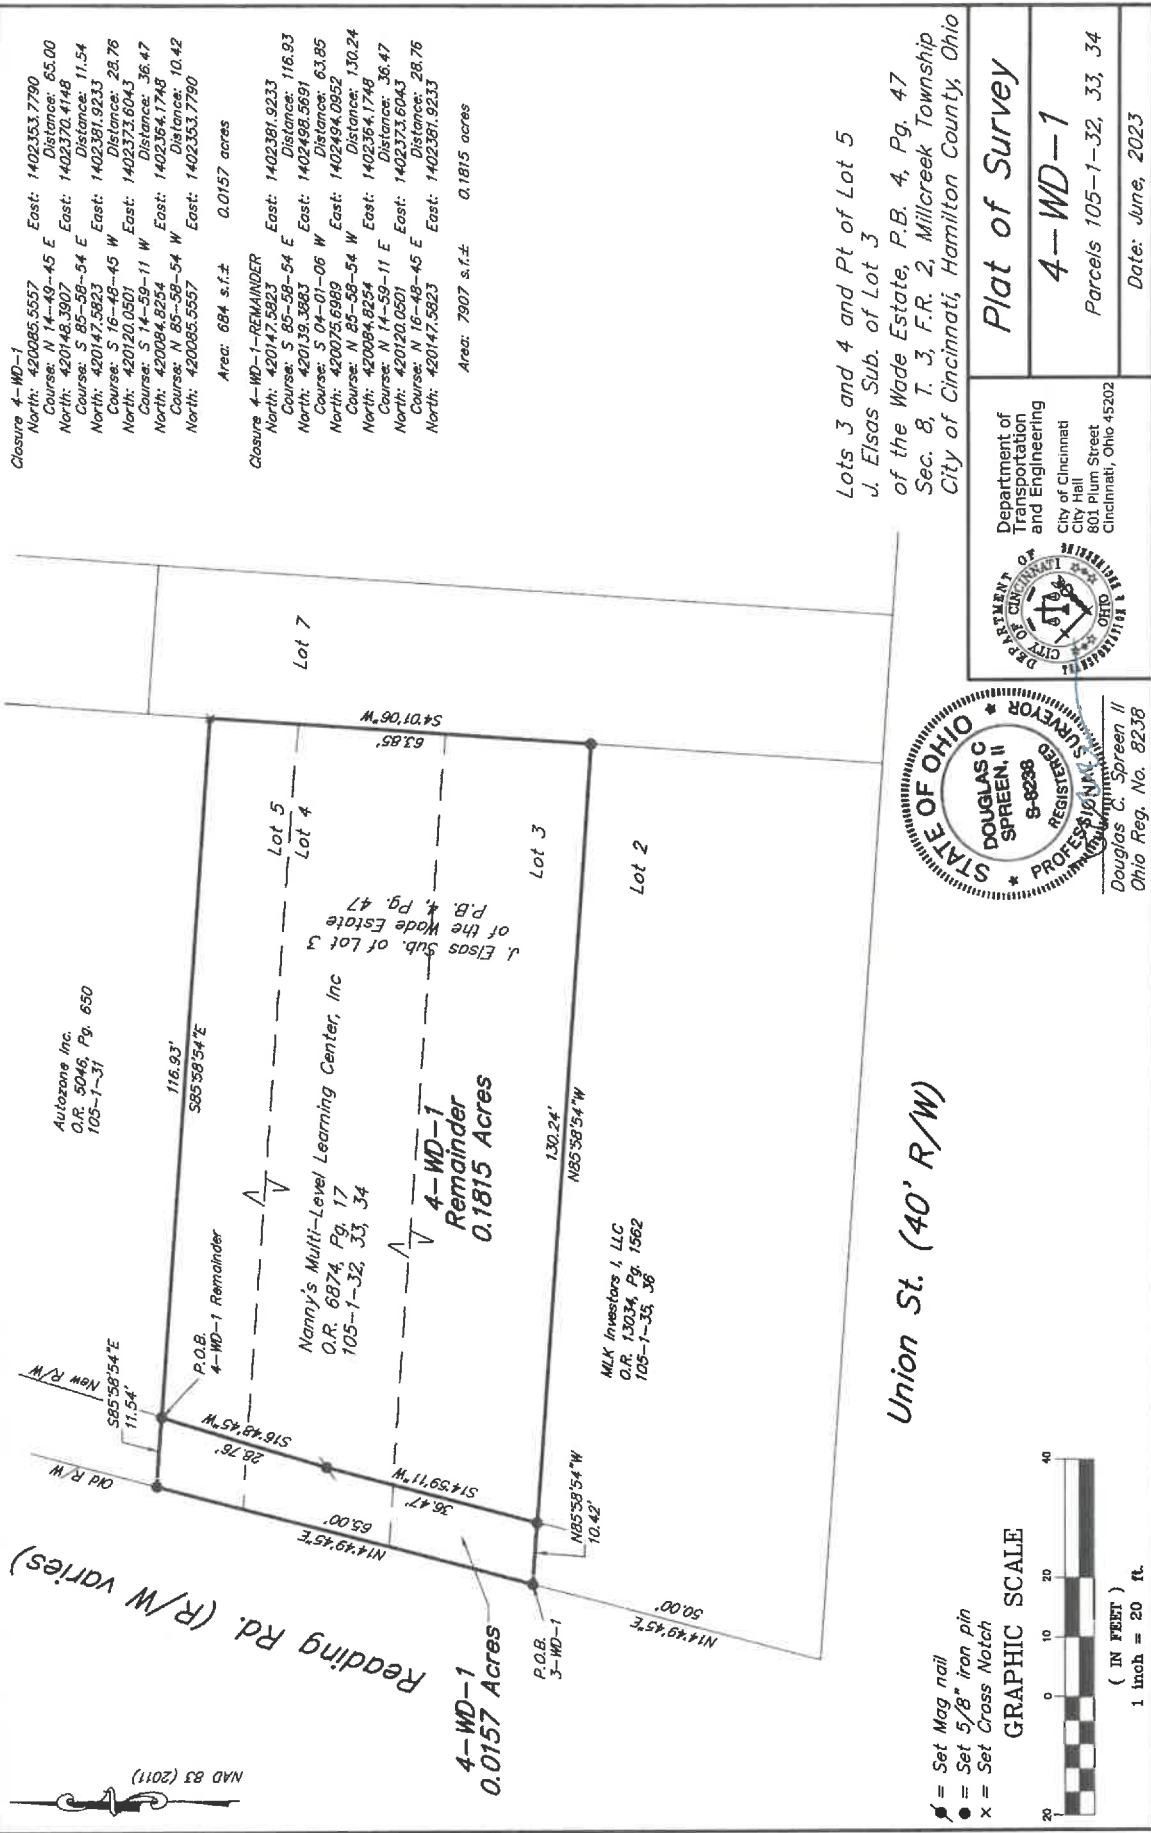 Closure 4-WD-1
North: 420085.5557 East: 1402353.7790
Course: N 14-49-45 E Distance: 65.00
North: 420148.3907 East: 1402370.4148
Course: S 85-58-54 E Distance: 11.54
North: 420147.5823 East: 1402381.9233
Course: S 16-48-45 W Distance: 28.76
North: 420120.0501 East: 1402373.6043
Course: S 14-59-11 W Distance: 36.47
North: 420084.8254 East: 1402364.1748
Course: N 85-58-54 W Distance: 10.42
North: 420085.5557 East: 1402353.7790
Area: 684 s.f.± 0.0157 acres
Closure 4-WD-1-REMAINDER
North: 420147.5823 East: 1402381.9233
Course: S 85-58-54 E Distance: 116.93
North: 420139.3883 East: 1402498.5691
Course: S 04-01-06 W Distance: 63.85
North: 420075.6989 East: 1402494.0952
Course: N 85-58-54 W Distance: 130.24
North: 420084.8254 East: 1402364.1748
Course: N 14-59-11 E Distance: 36.47
North: 420120.0501 East: 1402373.6043
Course: N 16-48-45 E Distance: 28.76
North: 420147.5823 East: 1402381.9233
Area: 7907 s.f.± 0.1815 acres
NAD 83 (2011)
Reading Rd. (R/W varies)
Old R/W
New R/W
S85°58'54"E
11.54'
P.O.B.
4-WD-1 Remainder
Autozone Inc.
O.R. 5046, Pg. 650
105-1-31
116.93'
S85°58'54"E
Lot 7
Lot 5
Lot 4
S4°01'06"W
63.85'
S16°48'45"W
28.76'
N14°49'45"E
65.00'
S14°59'11"W
36.47'
Nanny's Multi-Level Learning Center, Inc
O.R. 6874, Pg. 17
105-1-32, 33, 34
J. Elsas Sub. of Lot 3
of the Wade Estate
P.B. 4, Pg. 47
4-WD-1
Remainder
0.1815 Acres
Lot 3
Lot 2
130.24'
N85°58'54"W
N85°58'54"W
10.42'
4-WD-1
0.0157 Acres
P.O.B.
3-WD-1
N14°49'45"E
50.00'
MLK Investors I, LLC
O.R. 13034, Pg. 1562
105-1-35, 36
Union St. (40' R/W)
Lots 3 and 4 and Pt of Lot 5
J. Elsas Sub. of Lot 3
of the Wade Estate, P.B. 4, Pg. 47
Sec. 8, T. 3, F.R. 2, Millcreek Township
City of Cincinnati, Hamilton County, Ohio
= Set Mag nail
= Set 5/8" iron pin
x = Set Cross Notch
GRAPHIC SCALE
20 0 10 20 40
( IN FEET )
1 inch = 20 ft.
STATE OF OHIO
DOUGLAS C
SPREEN, II
S-8238
REGISTERED
PROFESSIONAL SURVEYOR
Douglas C. Spreen II
Ohio Reg. No. 8238
DEPARTMENT OF
TRANSPORTATION & ENGINEERING
CITY OF CINCINNATI
OHIO
Department of
Transportation
and Engineering
City of Cincinnati
City Hall
801 Plum Street
Cincinnati, Ohio 45202
Plat of Survey
4-WD-1
Parcels 105-1-32, 33, 34
Date: June, 2023